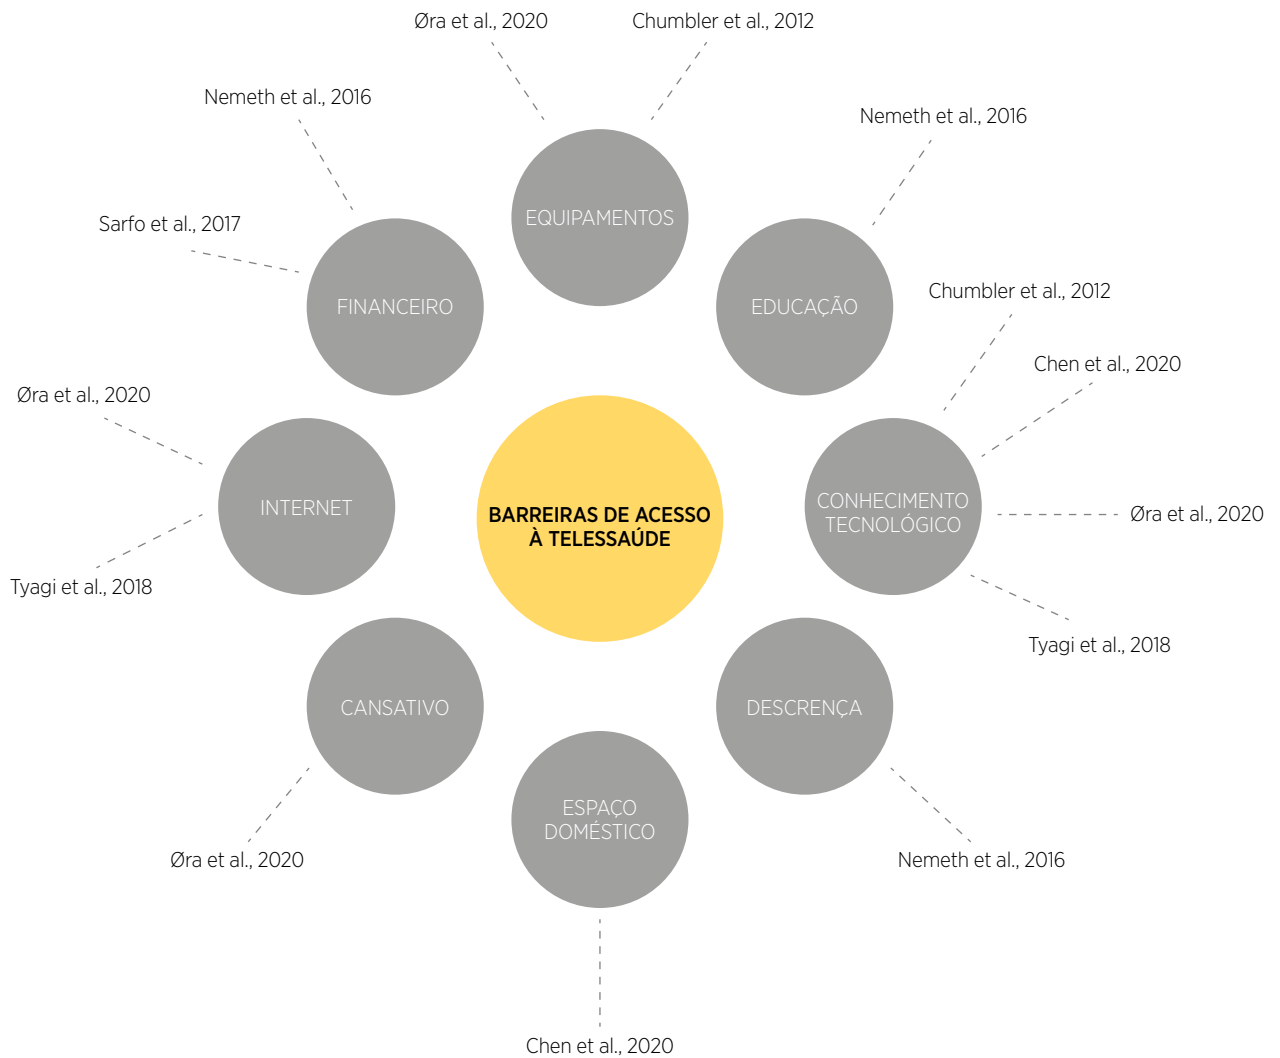 Øra et al., 2020
Chumbler et al., 2012
Nemeth et al., 2016
Nemeth et al., 2016
EQUIPAMENTOS
Sarfo et al., 2017
FINANCEIRO
EDUCAÇÃO
Chumbler et al., 2012
Chen et al., 2020
Øra et al., 2020
INTERNET
BARREIRAS DE ACESSO
À TELESSAÚDE
CONHECIMENTO
TECNOLÓGICO
Øra et al., 2020
Tyagi et al., 2018
Tyagi et al., 2018
CANSATIVO
DESCRENÇA
ESPAÇO
DOMÉSTICO
Øra et al., 2020
Nemeth et al., 2016
Chen et al., 2020